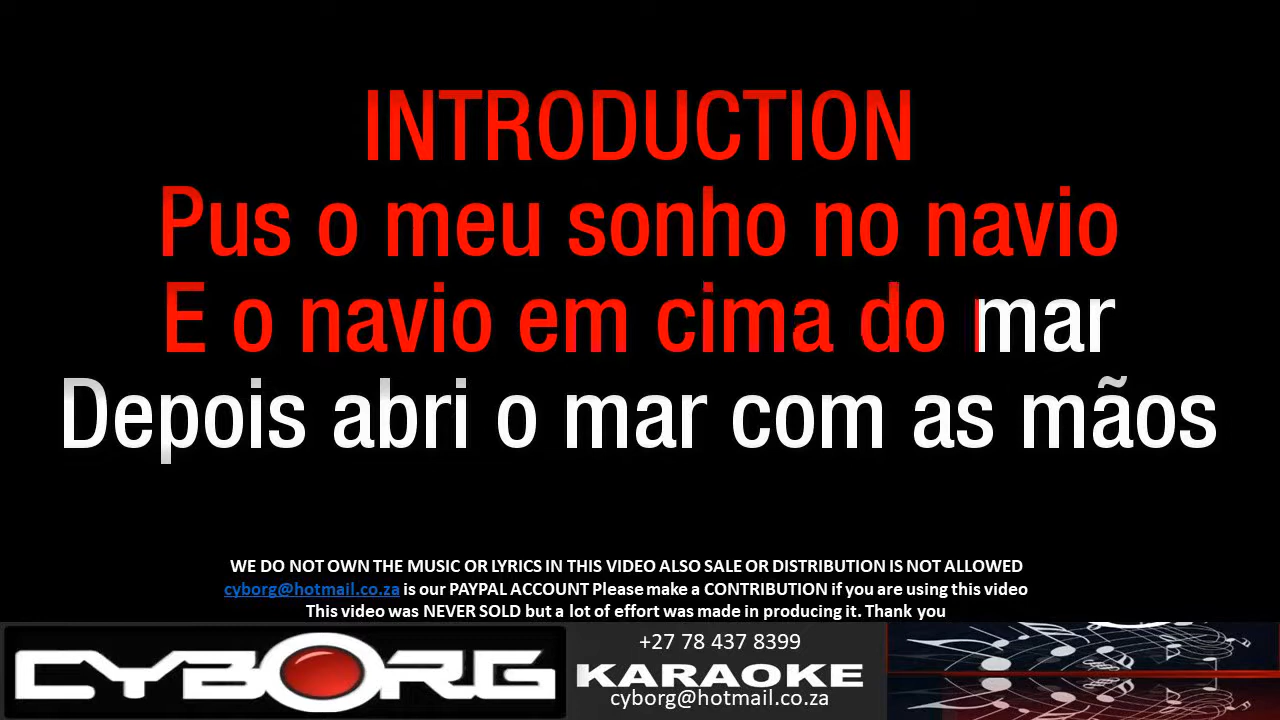 INTRODUCTION
Pus o meu sonho no navio
E o navio em cima do mar
Depois abri o mar com as mãos
WE DO NOT OWN THE MUSIC OR LYRICS IN THIS VIDEO ALSO SALE OR DISTRIBUTION IS NOT ALLOWED
cyborg@hotmail.co.za is our PAYPAL ACCOUNT Please make a CONTRIBUTION if you are using this video
This video was NEVER SOLD but a lot of effort was made in producing it. Thank you
CYBORG
+27 78 437 8399
KARAOKE
cyborg@hotmail.co.za